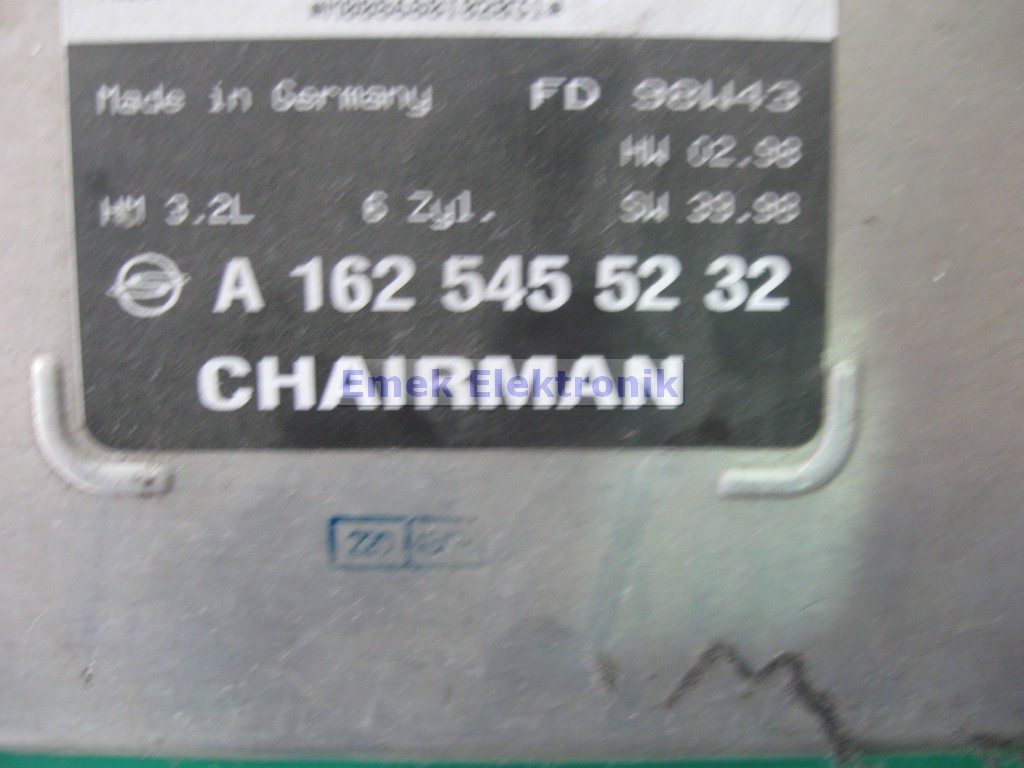 Made in Germany FD 98W43
HW 02.98
HM 3.2L 6 Zyl. SW 39.98
A 162 545 52 32
CHAIRMAN
Emek Elektronik